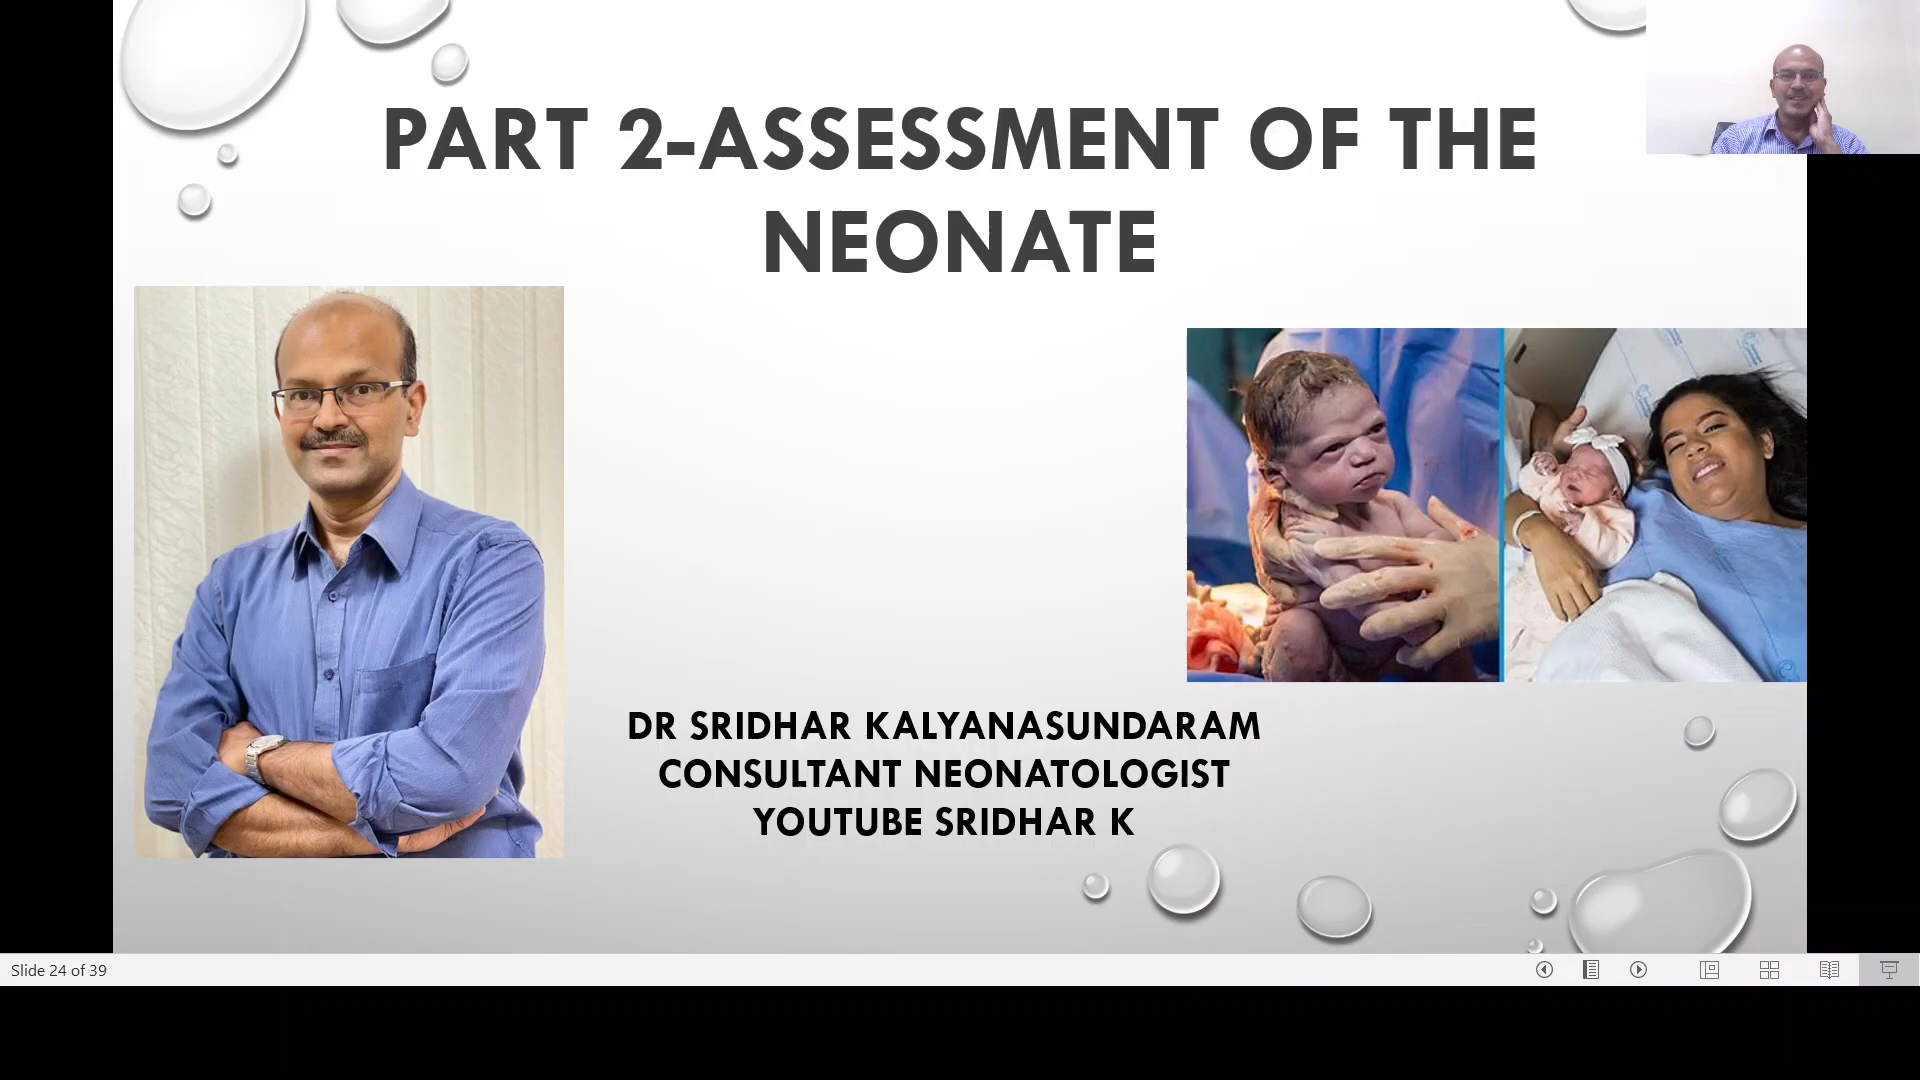 PART 2-ASSESSMENT OF THE
NEONATE
DR SRIDHAR KALYANASUNDARAM
CONSULTANT NEONATOLOGIST
YOUTUBE SRIDHAR K
Slide 24 of 39